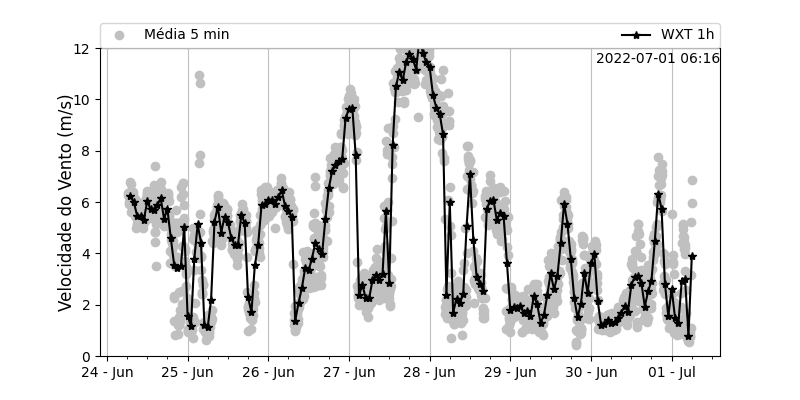 Média 5 min
WXT 1h
2022-07-01 06:16
Velocidade do Vento (m/s)
12
10
8
6
4
2
0
24 - Jun
25 - Jun
26 - Jun
27 - Jun
28 - Jun
29 - Jun
30 - Jun
01 - Jul